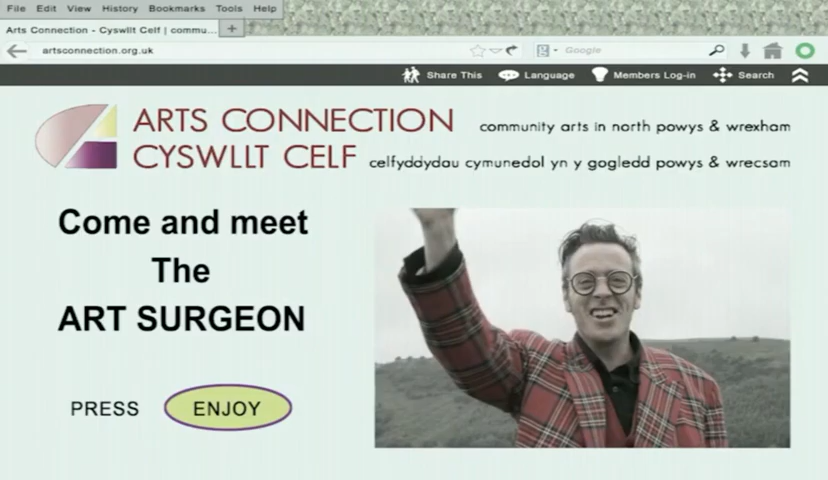 File Edit View History Bookmarks Tools Help
Arts Connection - Cyswllt Celf | commu...
artsconnection.org.uk
Google
Share This Language Members Log-in Search
ARTS CONNECTION
community arts in north powys & wrexham
CYSWLLT CELF
celfyddydau cymunedol yn y gogledd powys & wrecsam
Come and meet
The
ART SURGEON
PRESS ENJOY